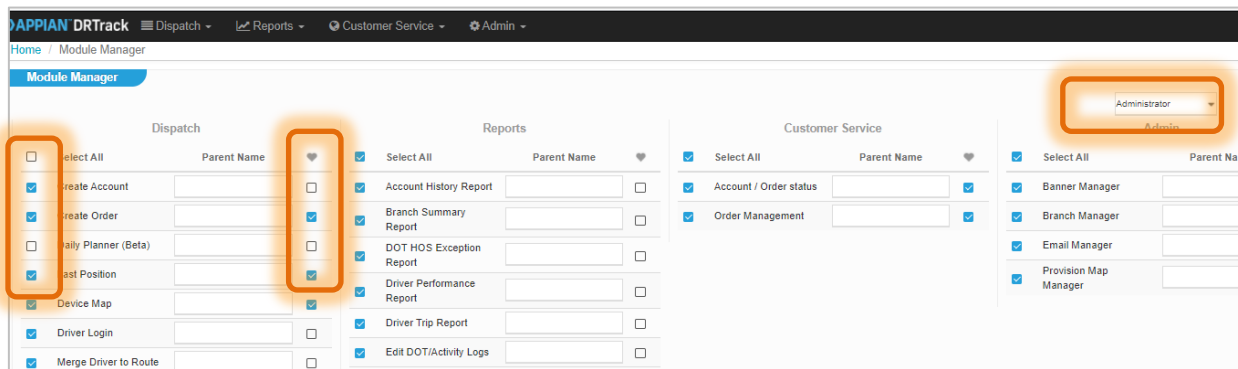 APPIAN DRTrack Dispatch Reports Customer Service Admin
Home / Module Manager
Module Manager
Administrator
Dispatch Reports Customer Service Admin
Select All Parent Name Select All Parent Name Select All Parent Name Select All Parent Na
Create Account Account History Report Account / Order status Banner Manager
Create Order Branch Summary Report Order Management Branch Manager
Daily Planner (Beta) DOT HOS Exception Report Email Manager
Last Position Driver Performance Report Provision Map Manager
Device Map
Driver Login Driver Trip Report
Merge Driver to Route Edit DOT/Activity Logs